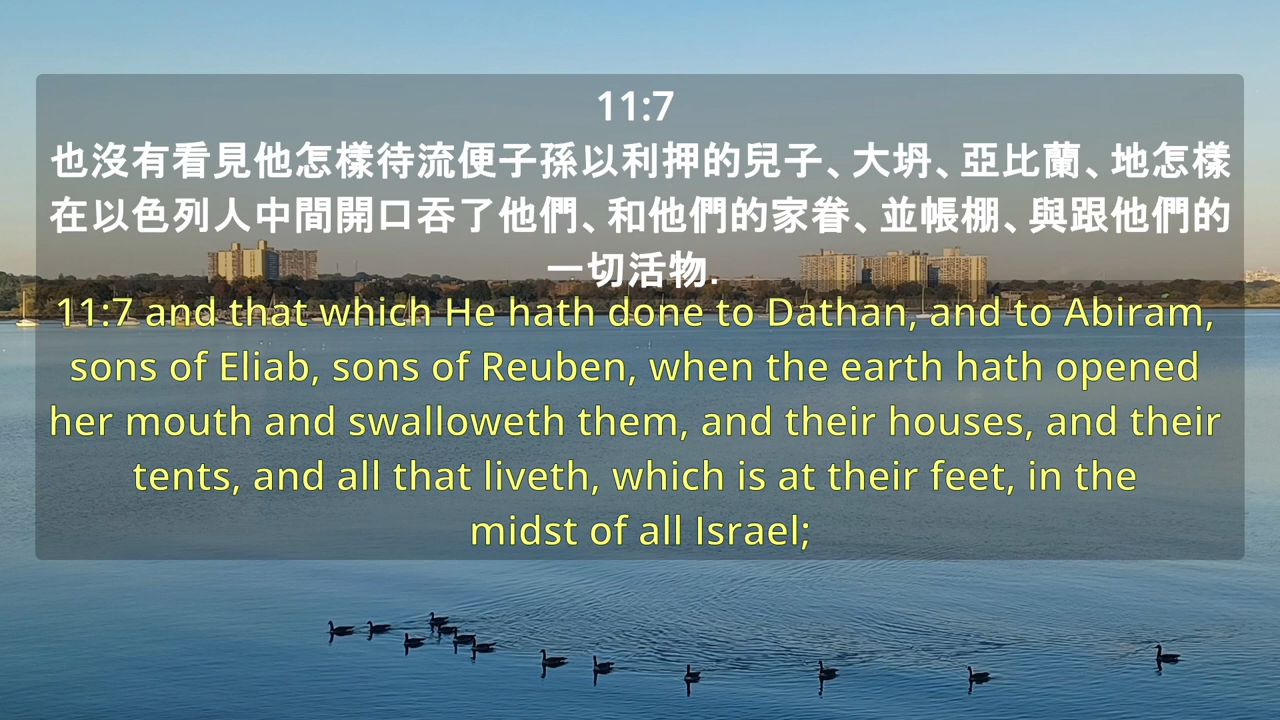 11:7
也沒有看見他怎樣待流便子孫以利押的兒子、大坍、亞比蘭、地怎樣
在以色列人中間開口吞了他們、和他們的家眷、並帳棚、與跟他們的
一切活物.
11:7 and that which He hath done to Dathan, and to Abiram,
sons of Eliab, sons of Reuben, when the earth hath opened
her mouth and swalloweth them, and their houses, and their
tents, and all that liveth, which is at their feet, in the
midst of all Israel;